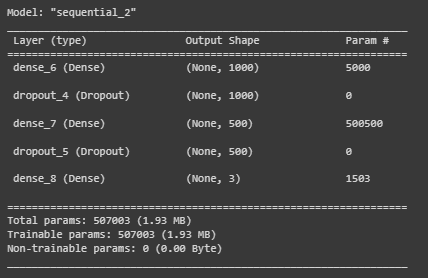 Model: "sequential_2"
Layer (type) Output Shape Param #
dense_6 (Dense) (None, 1000) 5000
dropout_4 (Dropout) (None, 1000) 0
dense_7 (Dense) (None, 500) 500500
dropout_5 (Dropout) (None, 500) 0
dense_8 (Dense) (None, 3) 1503
Total params: 507003 (1.93 MB)
Trainable params: 507003 (1.93 MB)
Non-trainable params: 0 (0.00 Byte)